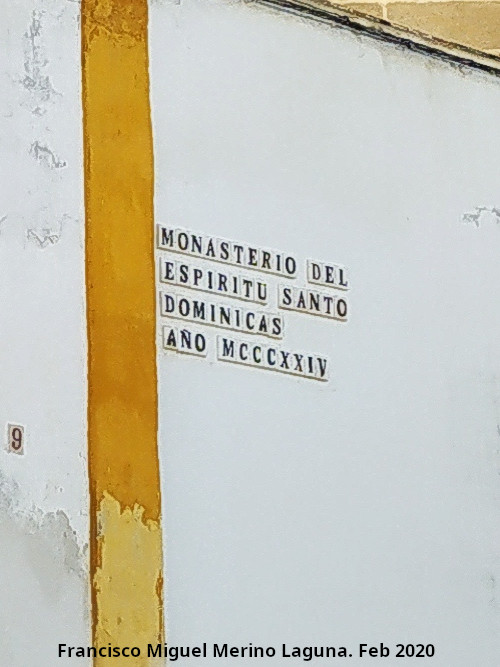 MONASTERIO DEL
ESPIRITU SANTO
DOMINICAS
AÑO MCCCXXIV
9
Francisco Miguel Merino Laguna. Feb 2020